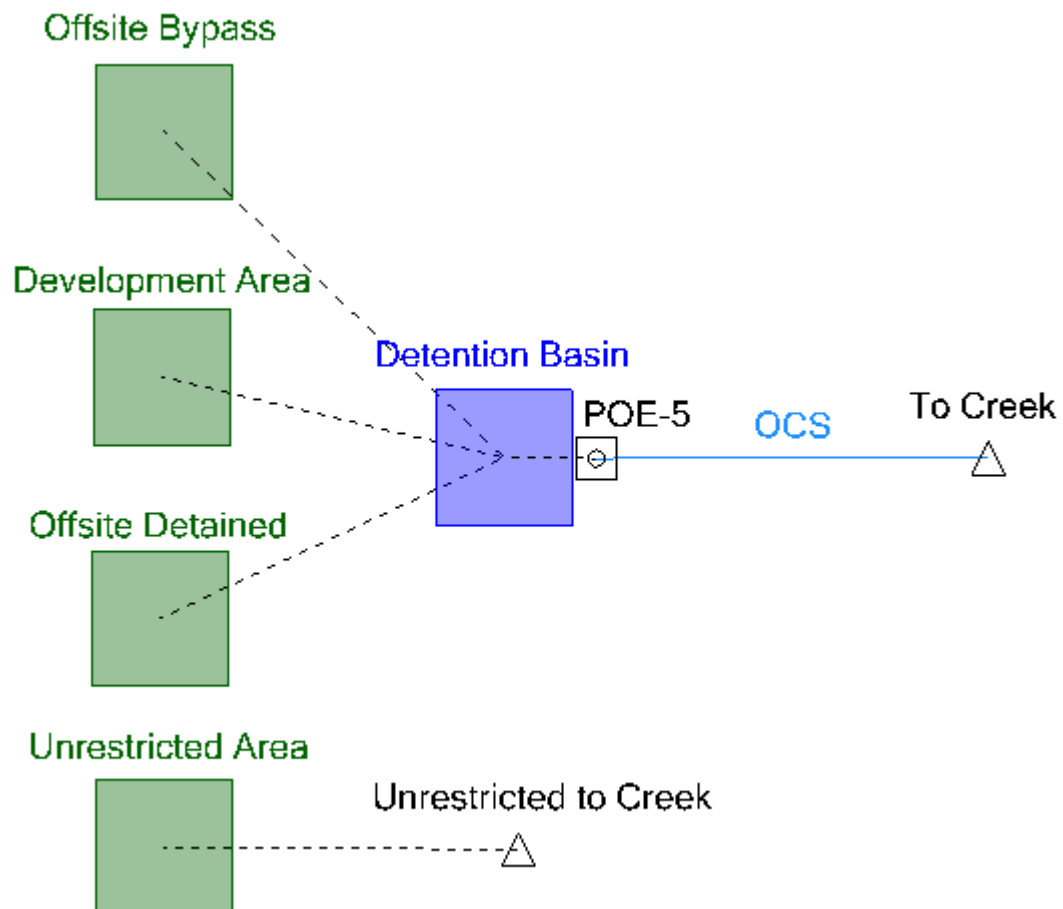 Offsite Bypass
Development Area
Detention Basin
POE-5
OCS
To Creek
Offsite Detained
Unrestricted Area
Unrestricted to Creek